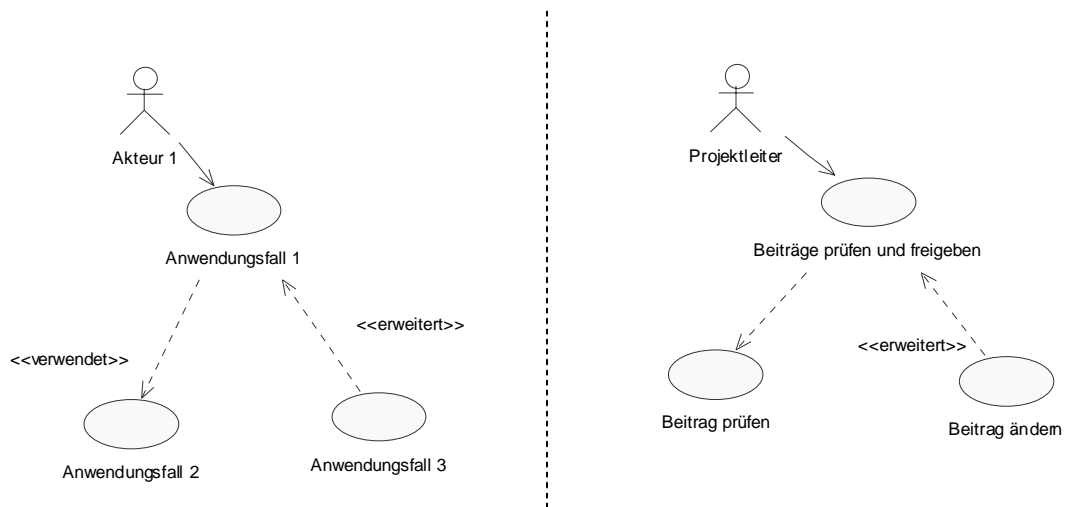 Akteur 1
Anwendungsfall 1
<<erweitert>>
<<verwendet>>
Anwendungsfall 2
Anwendungsfall 3
Projektleiter
Beiträge prüfen und freigeben
<<erweitert>>
Beitrag prüfen
Beitrag ändern